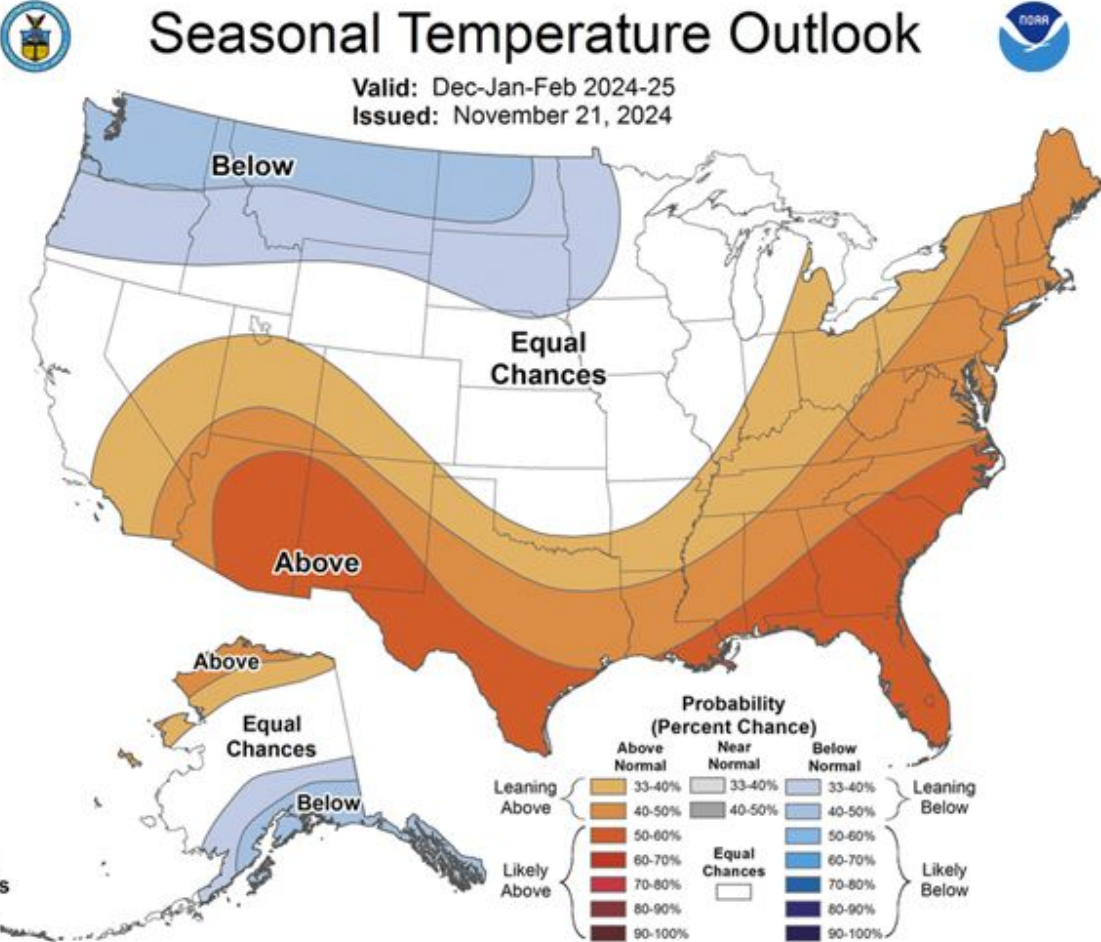 Seasonal Temperature Outlook
NOAA
Valid: Dec-Jan-Feb 2024-25
Issued: November 21, 2024
Below
Equal
Chances
Above
Above
Equal
Chances
Below
Probability
(Percent Chance)
Above
Normal
Near
Normal
Below
Normal
Leaning
Above
33-40%
40-50%
33-40%
40-50%
33-40%
40-50%
Leaning
Below
Likely
Above
50-60%
60-70%
70-80%
80-90%
90-100%
Equal
Chances
50-60%
60-70%
70-80%
80-90%
90-100%
Likely
Below
s